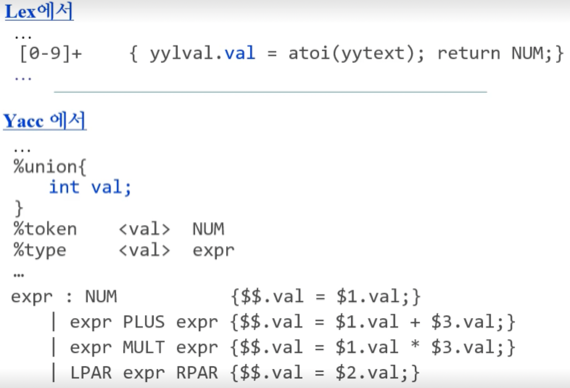 Lex에서
...
[0-9]+ { yylval.val = atoi(yytext); return NUM;}
...
Yacc 에서
...
%union{
int val;
}
%token <val> NUM
%type <val> expr
…
expr : NUM {$$.val = $1.val;}
| expr PLUS expr {$$.val = $1.val + $3.val;}
| expr MULT expr {$$.val = $1.val * $3.val;}
| LPAR expr RPAR {$$.val = $2.val;}